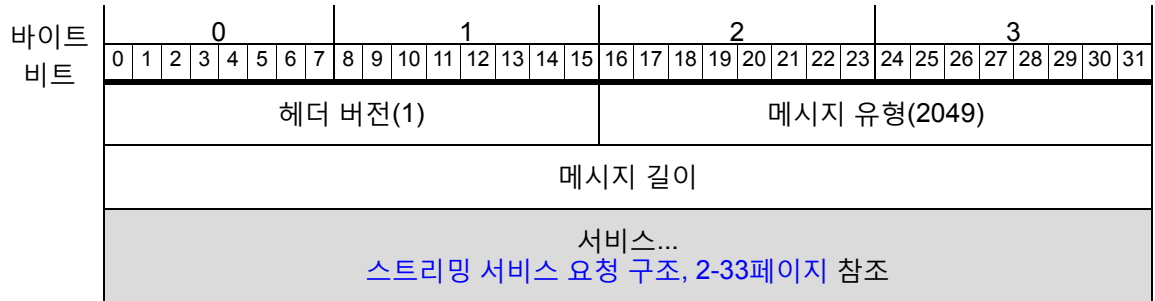 바이트 0 1 2 3
비트 0 1 2 3 4 5 6 7 8 9 10 11 12 13 14 15 16 17 18 19 20 21 22 23 24 25 26 27 28 29 30 31
헤더 버전(1) 메시지 유형(2049)
메시지 길이
서비스...
스트리밍 서비스 요청 구조, 2-33페이지 참조